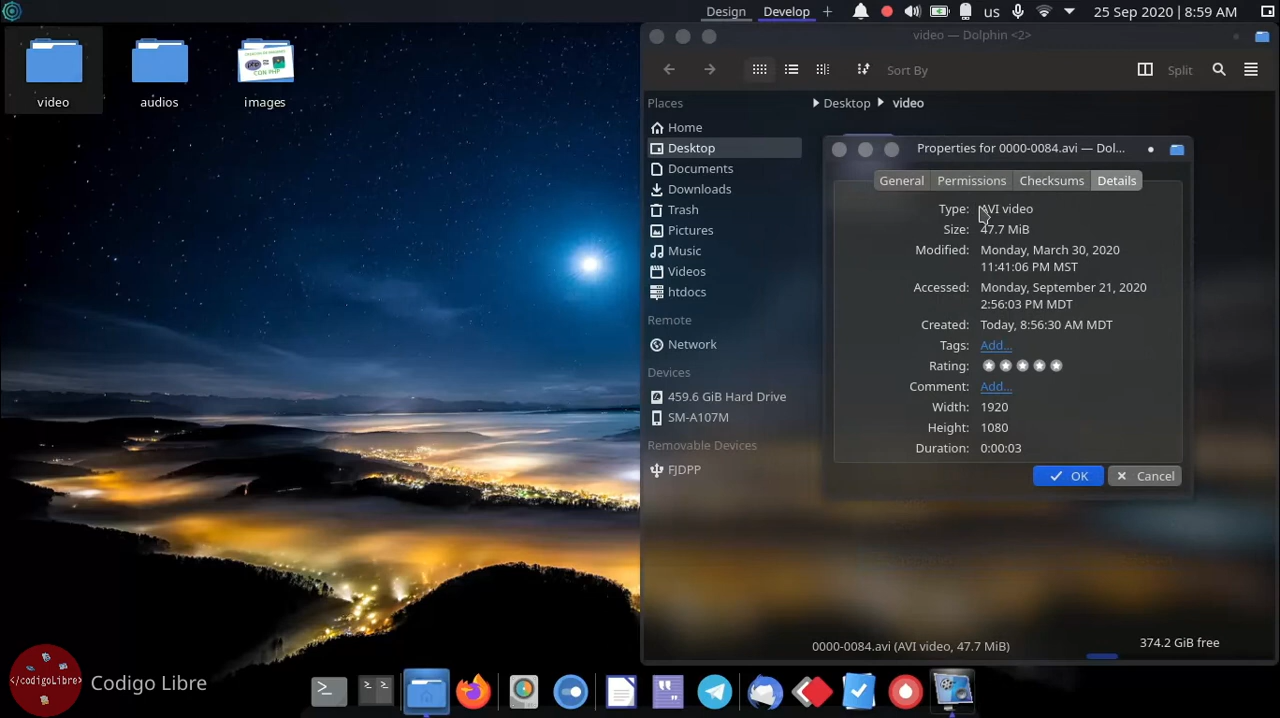 Design Develop + us 25 Sep 2020 | 8:59 AM
video
audios
images
CON PHP
video — Dolphin <2>
Sort By
Split
Places
Home
Desktop
Documents
Downloads
Trash
Pictures
Music
Videos
htdocs
Remote
Network
Devices
459.6 GiB Hard Drive
SM-A107M
Removable Devices
FJDPP
Desktop video
Properties for 0000-0084.avi — Dol...
General Permissions Checksums Details
Type: AVI video
Size: 47.7 MiB
Modified: Monday, March 30, 2020
11:41:06 PM MST
Accessed: Monday, September 21, 2020
2:56:03 PM MDT
Created: Today, 8:56:30 AM MDT
Tags: Add...
Rating:
Comment: Add...
Width: 1920
Height: 1080
Duration: 0:00:03
OK Cancel
0000-0084.avi (AVI video, 47.7 MiB)
374.2 GiB free
</codigoLibre>
Codigo Libre